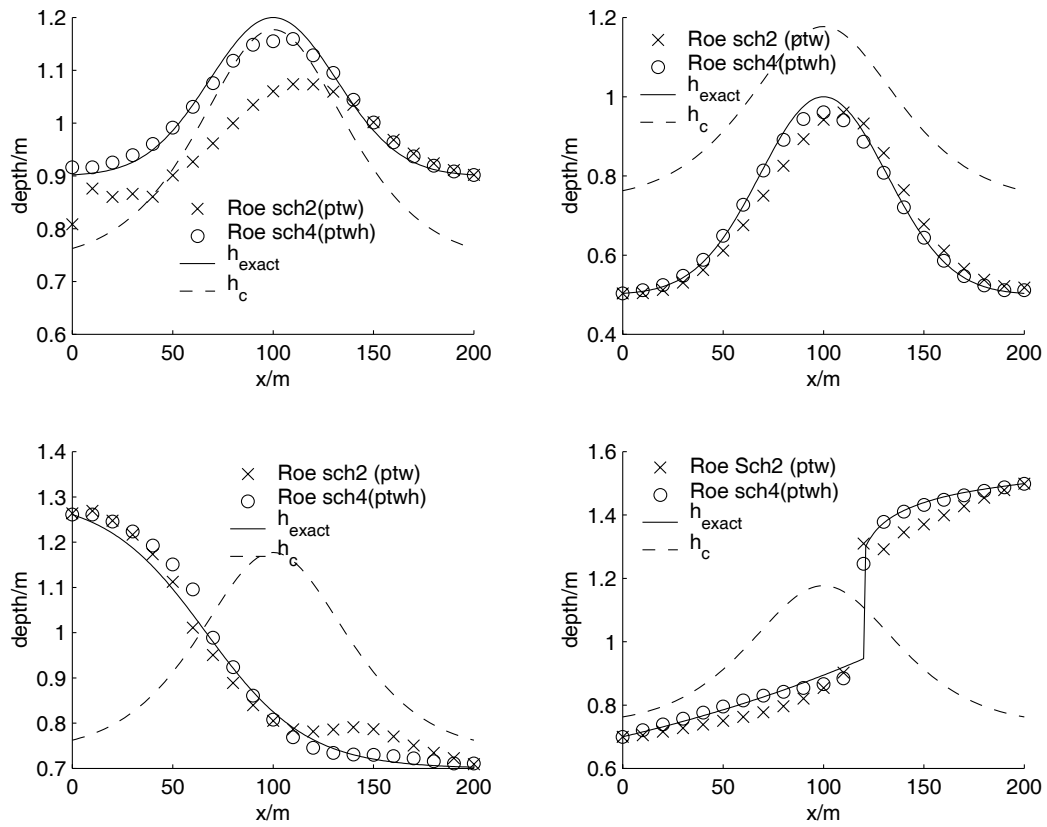 1.2
1.1
1
0.9
0.8
0.7
0.6
depth/m
0
50
100
150
200
x/m
Roe sch2(ptw)
Roe sch4(ptwh)
h_exact
h_c
1.2
1
0.8
0.6
0.4
depth/m
0
50
100
150
200
x/m
Roe sch2 (ptw)
Roe sch4(ptwh)
h_exact
h_c
1.4
1.3
1.2
1.1
1
0.9
0.8
0.7
depth/m
0
50
100
150
200
x/m
Roe sch2 (ptw)
Roe sch4(ptwh)
h_exact
h_c
1.6
1.4
1.2
1
0.8
0.6
depth/m
0
50
100
150
200
x/m
Roe Sch2 (ptw)
Roe sch4(ptwh)
h_exact
h_c